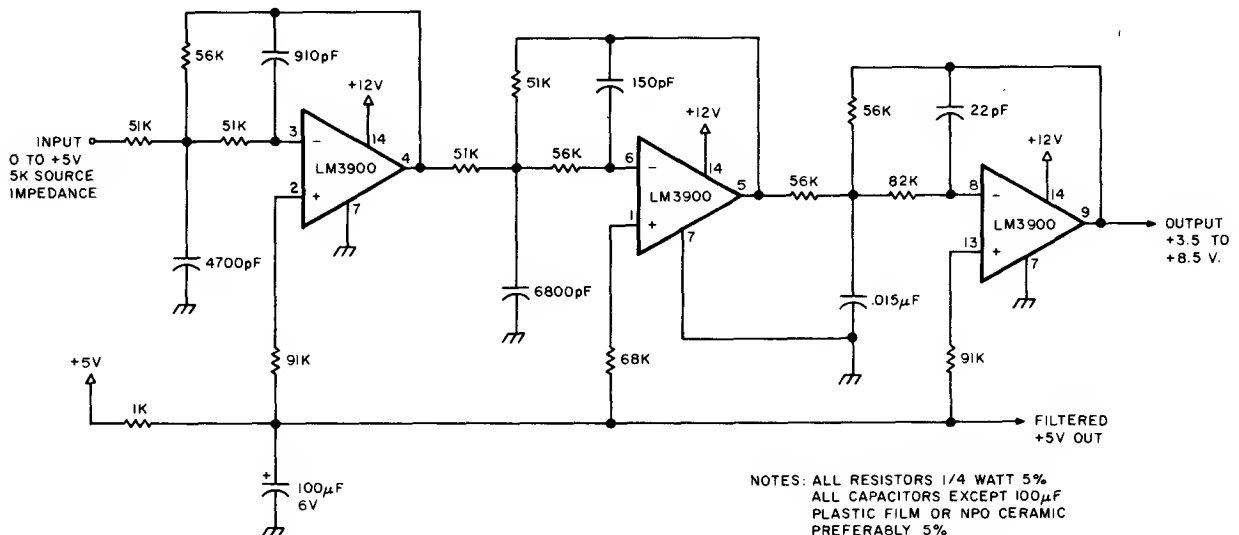 56K
910pF
+12V
14
INPUT
0 TO +5V
5K SOURCE
IMPEDANCE
51K
51K
3
−
LM3900
4
2
+
7
4700pF
91K
51K
150pF
+12V
14
51K
56K
6
−
LM3900
5
1
+
7
6800pF
68K
56K
22pF
+12V
14
56K
82K
8
−
LM3900
9
13
+
7
.015µF
91K
OUTPUT
+3.5 TO
+8.5 V.
+5V
1K
+
100µF
6V
FILTERED
+5V OUT
NOTES: ALL RESISTORS 1/4 WATT 5%
ALL CAPACITORS EXCEPT 100µF
PLASTIC FILM OR NPO CERAMIC
PREFERABLY 5%